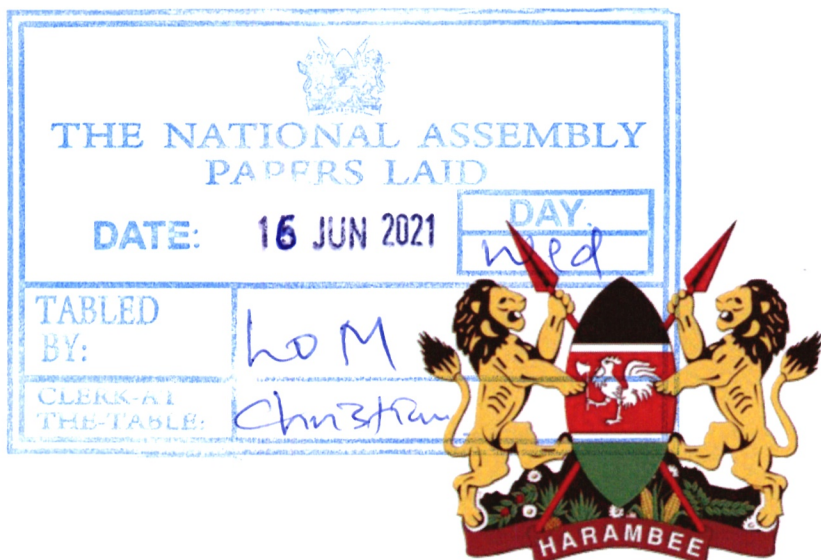 THE NATIONAL ASSEMBLY
PAPERS LAID
DATE: 16 JUN 2021
DAY:
Wed
TABLED
BY:
LOM
CLERK-AT
THE-TABLE:
HARAMBEE